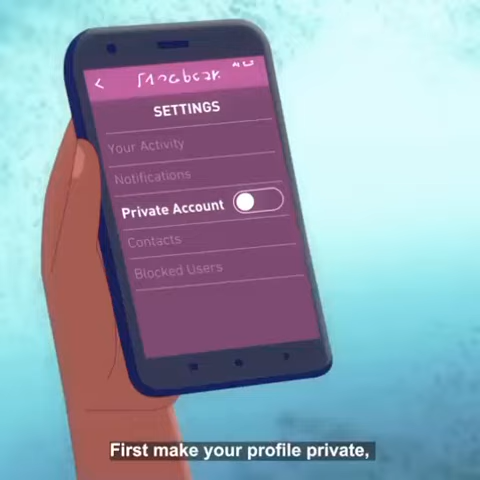 SETTINGS
Your Activity
Notifications
Private Account
Contacts
Blocked Users
First make your profile private,